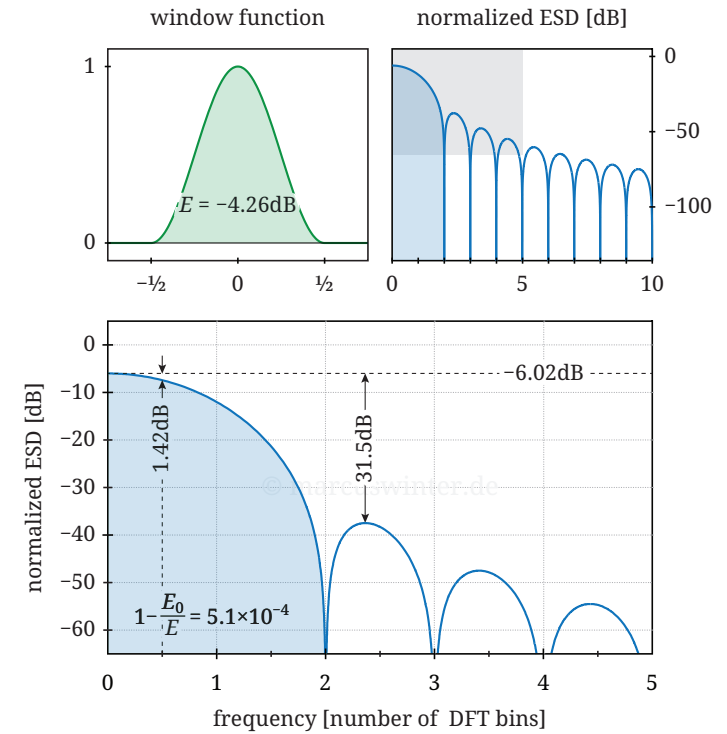 window function
normalized ESD [dB]
1
0
E = −4.26dB
−½ 0 ½
0
−50
−100
0 5 10
normalized ESD [dB]
0
−10
−20
−30
−40
−50
−60
−6.02dB
1.42dB
31.5dB
© marcelswinter.de
1−E₀/E = 5.1×10⁻⁴
0 1 2 3 4 5
frequency [number of DFT bins]